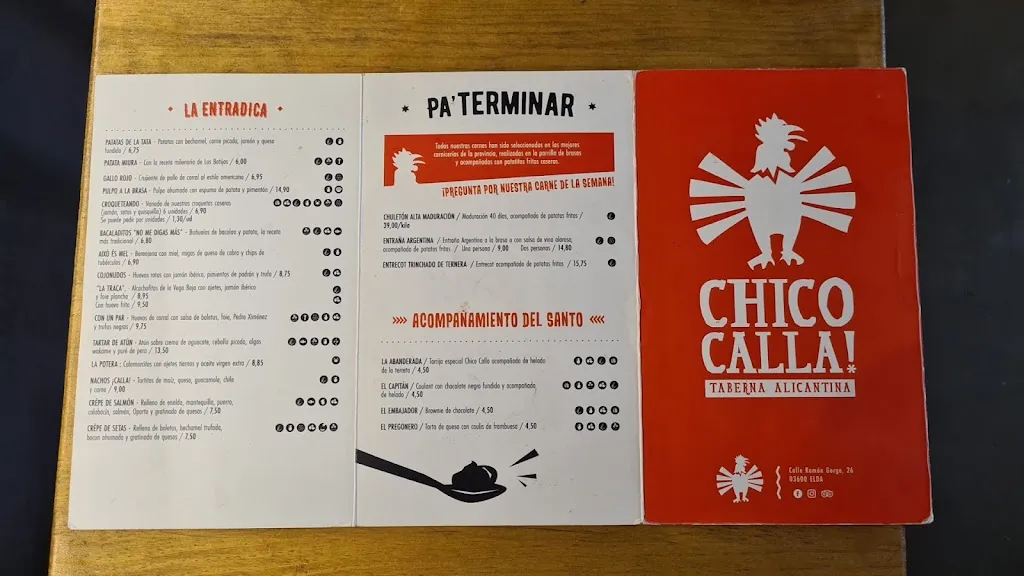 LA ENTRADICA
PATATAS DE LA TATA - Patatas con bechamel, carne picada, jamón y queso
fundido / 6,75
PATATA MIURA - Con la receta milenaria de Los Botijos / 6,00
GALLO ROJO - Crujiente de pollo de corral al estilo americano / 6,95
PULPO A LA BRASA - Pulpo ahumado con espuma de patata y pimentón / 14,90
CROQUETEANDO - Variado de nuestras croquetas caseras
(jamón, setas y quisquilla) 6 unidades / 6,90
Se puede pedir por unidades / 1,30/ud
BACALADITOS "NO ME DIGAS MÁS" - Buñuelos de bacalao y patata, la receta
más tradicional / 6,80
AIXÓ ES MEL - Berenjena con miel, migas de queso de cabra y chips de
tubérculos / 6,90
COJONUDOS - Huevos rotos con jamón ibérico, pimientos de padrón y trufa / 8,75
"LA TRACA" - Alcachofitas de la Vega Baja con ajetes, jamón ibérico
y foie plancha / 8,95
Con huevo frito / 9,50
CON UN PAR - Huevos de corral con salsa de boletus, foie, Pedro Ximénez
y trufas negras / 9,75
TARTAR DE ATÚN - Atún sobre crema de aguacate, cebolla picada, algas
wakame y puré de pera / 13,50
LA POTERA : Calamarcitos con ajetes tiernos y aceite virgen extra / 8,85
NACHOS ¡CALLA! - Tortitas de maíz, queso, guacamole, chile
y carne / 9,00
CRÊPE DE SALMÓN - Relleno de eneldo, mantequilla, puerro,
calabacín, salmón, Oporto y gratinado de quesos / 7,50
CRÊPE DE SETAS - Relleno de boletus, bechamel trufada,
bacon ahumado y gratinado de quesos / 7,50
PA'TERMINAR
Todas nuestras carnes han sido seleccionadas en las mejores
carnicerías de la provincia, realizadas en la parrilla de brasas
y acompañadas con patatitas fritas caseras.
¡PREGUNTA POR NUESTRA CARNE DE LA SEMANA!
CHULETÓN ALTA MADURACIÓN / Maduración 40 días, acompañado de patatas fritas /
39,00/kilo
ENTRAÑA ARGENTINA / Entraña Argentina a la brasa o con salsa de vino oloroso,
acompañada de patatas fritas / Una persona / 9,00 Dos personas / 14,80
ENTRECOT TRINCHADO DE TERNERA / Entrecot acompañado de patatas fritas / 15,75
ACOMPAÑAMIENTO DEL SANTO
LA ABANDERADA / Torrija especial Chico Calla acompañada de helado
de la terreta / 4,50
EL CAPITÁN / Coulant con chocolate negro fundido y acompañado
de helado / 4,50
EL EMBAJADOR / Brownie de chocolate / 4,50
EL PREGONERO / Tarta de queso con coulis de frambuesa / 4,50
CHICO
CALLA!
TABERNA ALICANTINA
Calle Ramón Gorge, 26
03600 ELDA